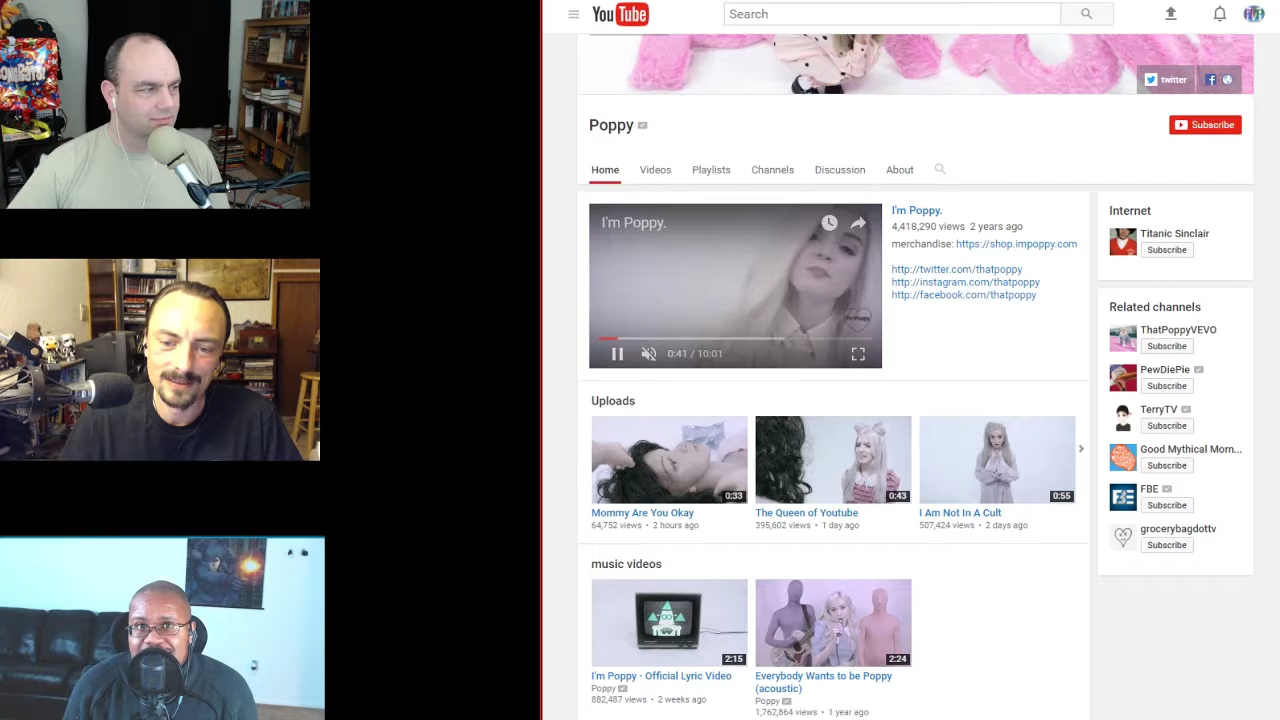 YouTube
Search
twitter
Poppy
Subscribe
Home
Videos
Playlists
Channels
Discussion
About
I'm Poppy.
0:41 / 10:01
I'm Poppy.
4,418,290 views 2 years ago
merchandise: https://shop.impoppy.com
http://twitter.com/thatpoppy
http://instagram.com/thatpoppy
http://facebook.com/thatpoppy
Uploads
0:33
Mommy Are You Okay
64,752 views • 2 hours ago
0:43
The Queen of Youtube
395,602 views • 1 day ago
0:55
I Am Not In A Cult
507,424 views • 2 days ago
music videos
2:15
I'm Poppy - Official Lyric Video
Poppy
882,487 views • 2 weeks ago
2:24
Everybody Wants to be Poppy
(acoustic)
Poppy
1,762,864 views • 1 year ago
Internet
Titanic Sinclair
Subscribe
Related channels
ThatPoppyVEVO
Subscribe
PewDiePie
Subscribe
TerryTV
Subscribe
Good Mythical Morn...
Subscribe
FBE
FBE
Subscribe
grocerybagdottv
Subscribe